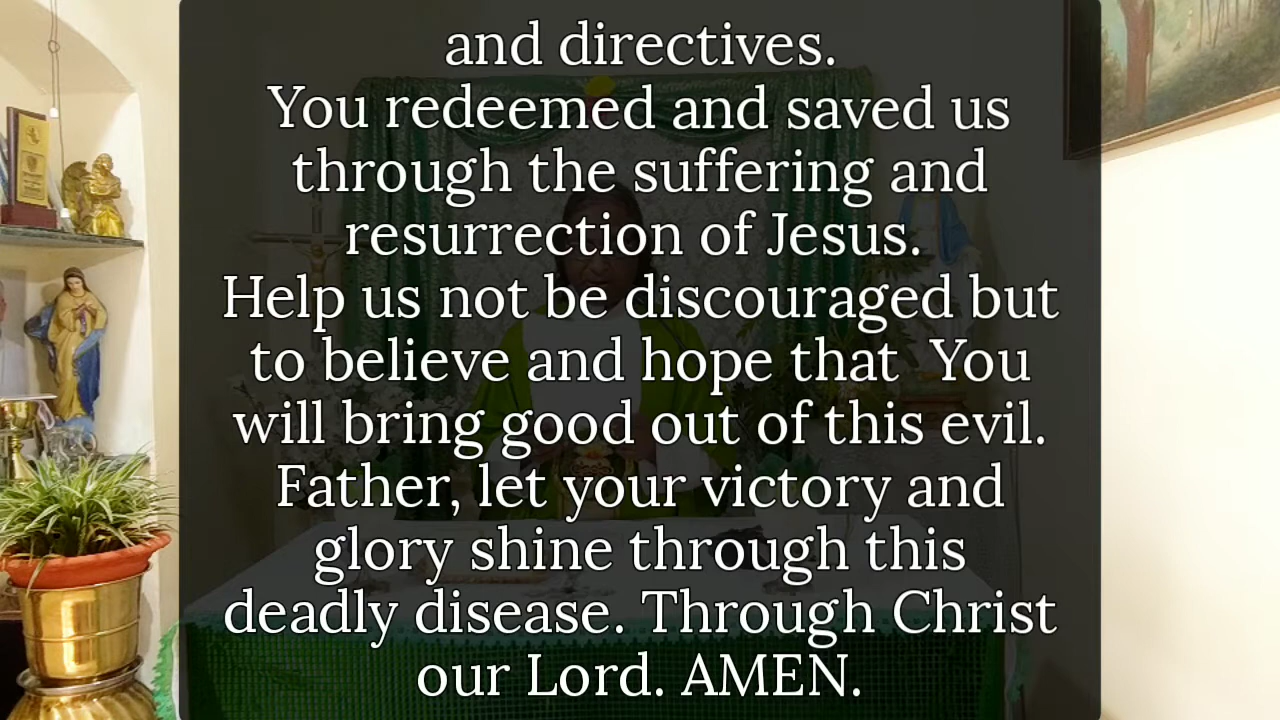 and directives.
You redeemed and saved us
through the suffering and
resurrection of Jesus.
Help us not be discouraged but
to believe and hope that  You
will bring good out of this evil.
Father, let your victory and
glory shine through this
deadly disease. Through Christ
our Lord. AMEN.